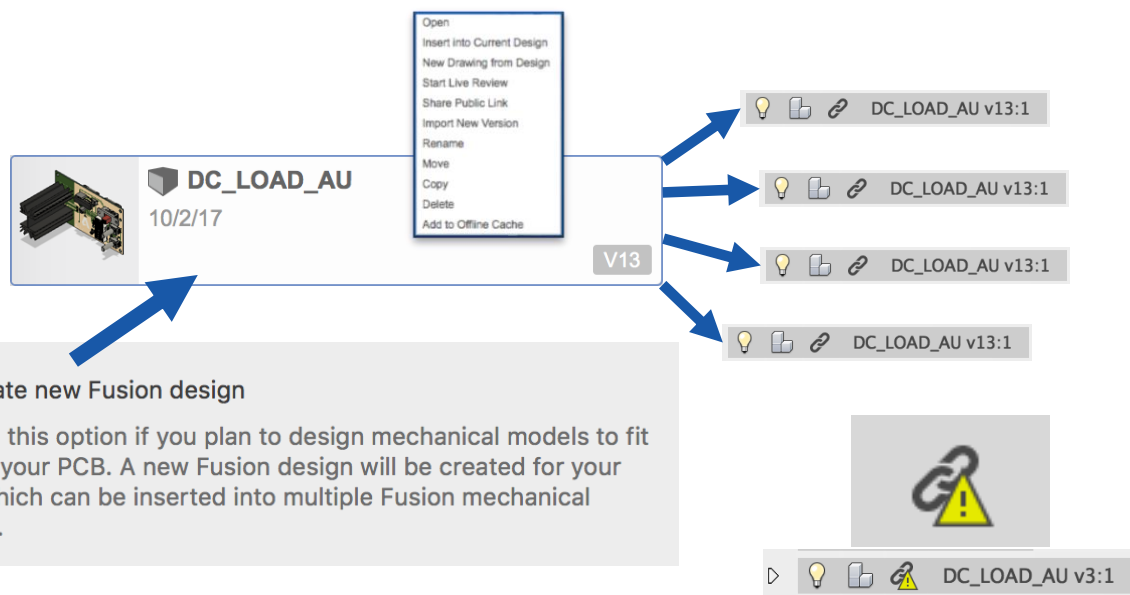 Open
Insert into Current Design
New Drawing from Design
Start Live Review
Share Public Link
Import New Version
Rename
Move
Copy
Delete
Add to Offline Cache
DC_LOAD_AU
10/2/17
V13
DC_LOAD_AU v13:1
DC_LOAD_AU v13:1
DC_LOAD_AU v13:1
DC_LOAD_AU v13:1
ate new Fusion design
this option if you plan to design mechanical models to fit
your PCB. A new Fusion design will be created for your
hich can be inserted into multiple Fusion mechanical
.
DC_LOAD_AU v3:1